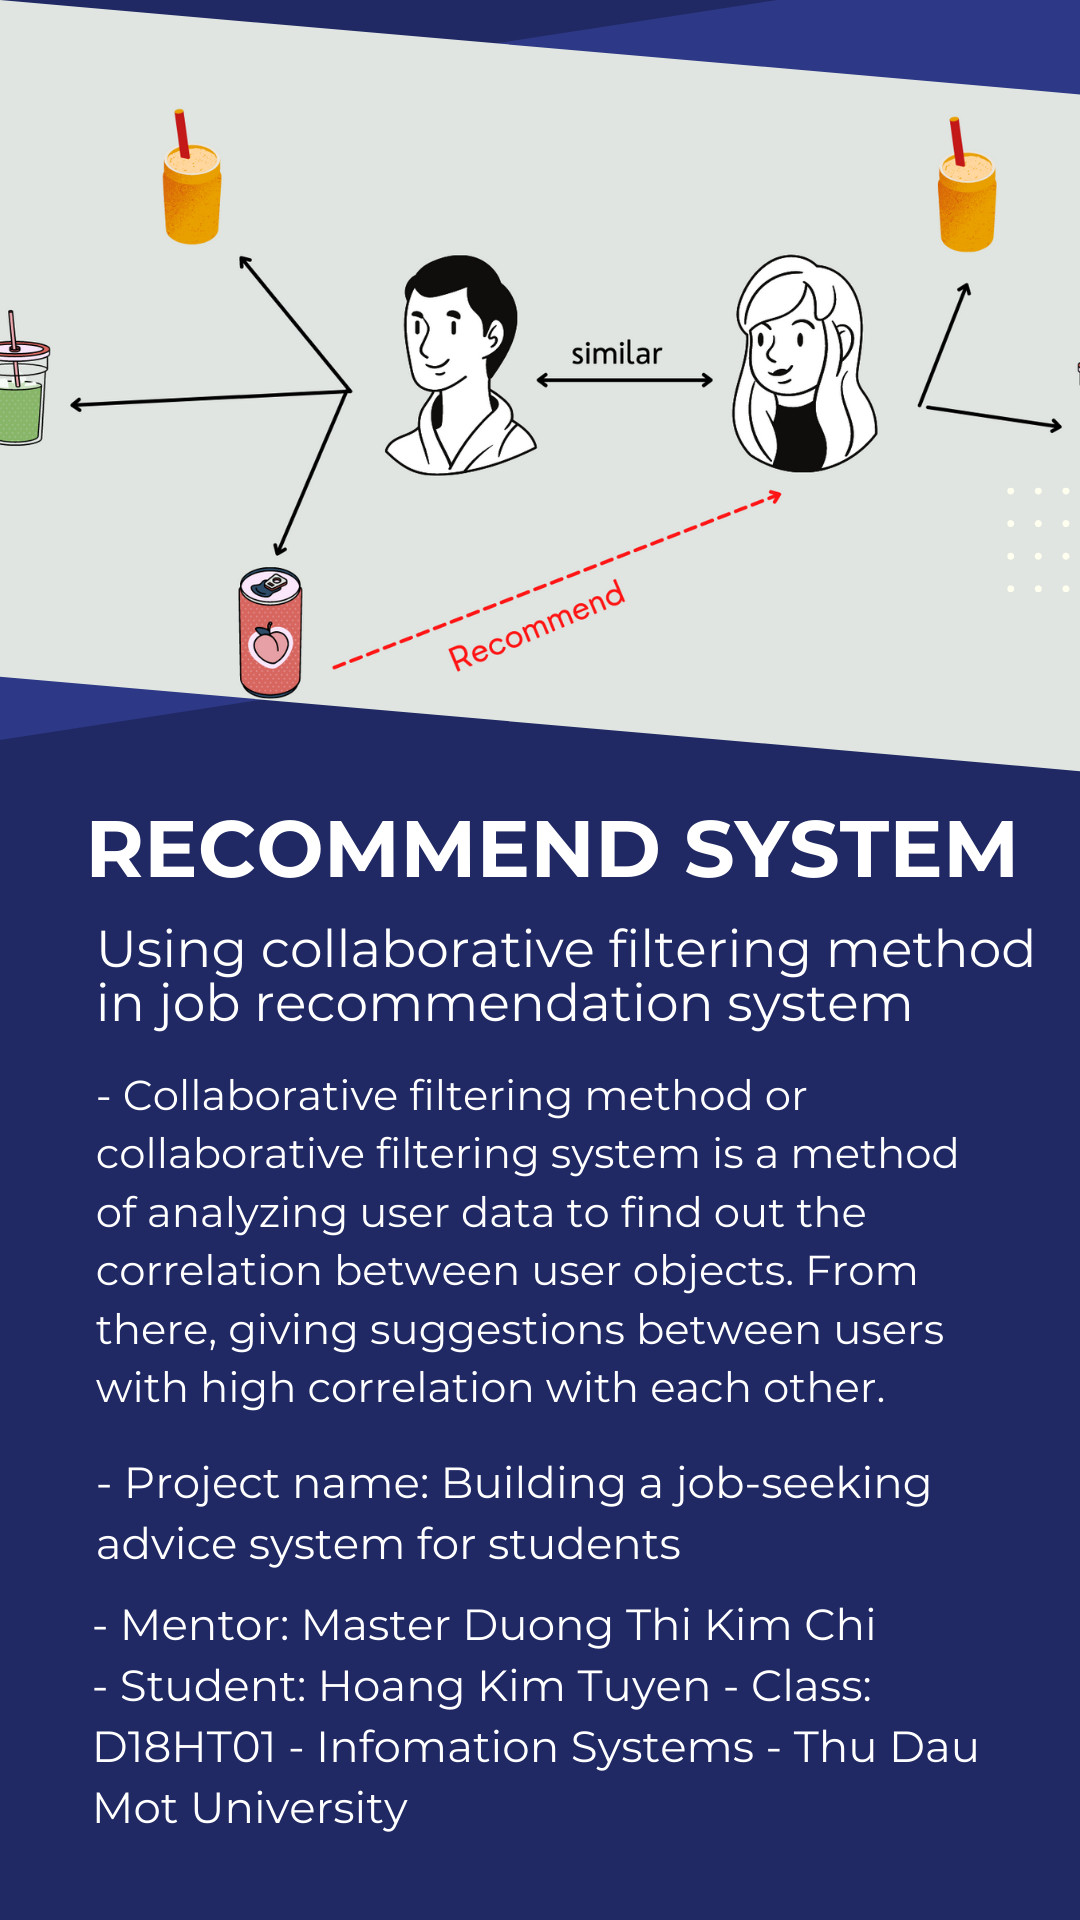 similar
Recommend
RECOMMEND SYSTEM
Using collaborative filtering method
in job recommendation system
- Collaborative filtering method or
collaborative filtering system is a method
of analyzing user data to find out the
correlation between user objects. From
there, giving suggestions between users
with high correlation with each other.
- Project name: Building a job-seeking
advice system for students
- Mentor: Master Duong Thi Kim Chi
- Student: Hoang Kim Tuyen - Class:
D18HT01 - Infomation Systems - Thu Dau
Mot University